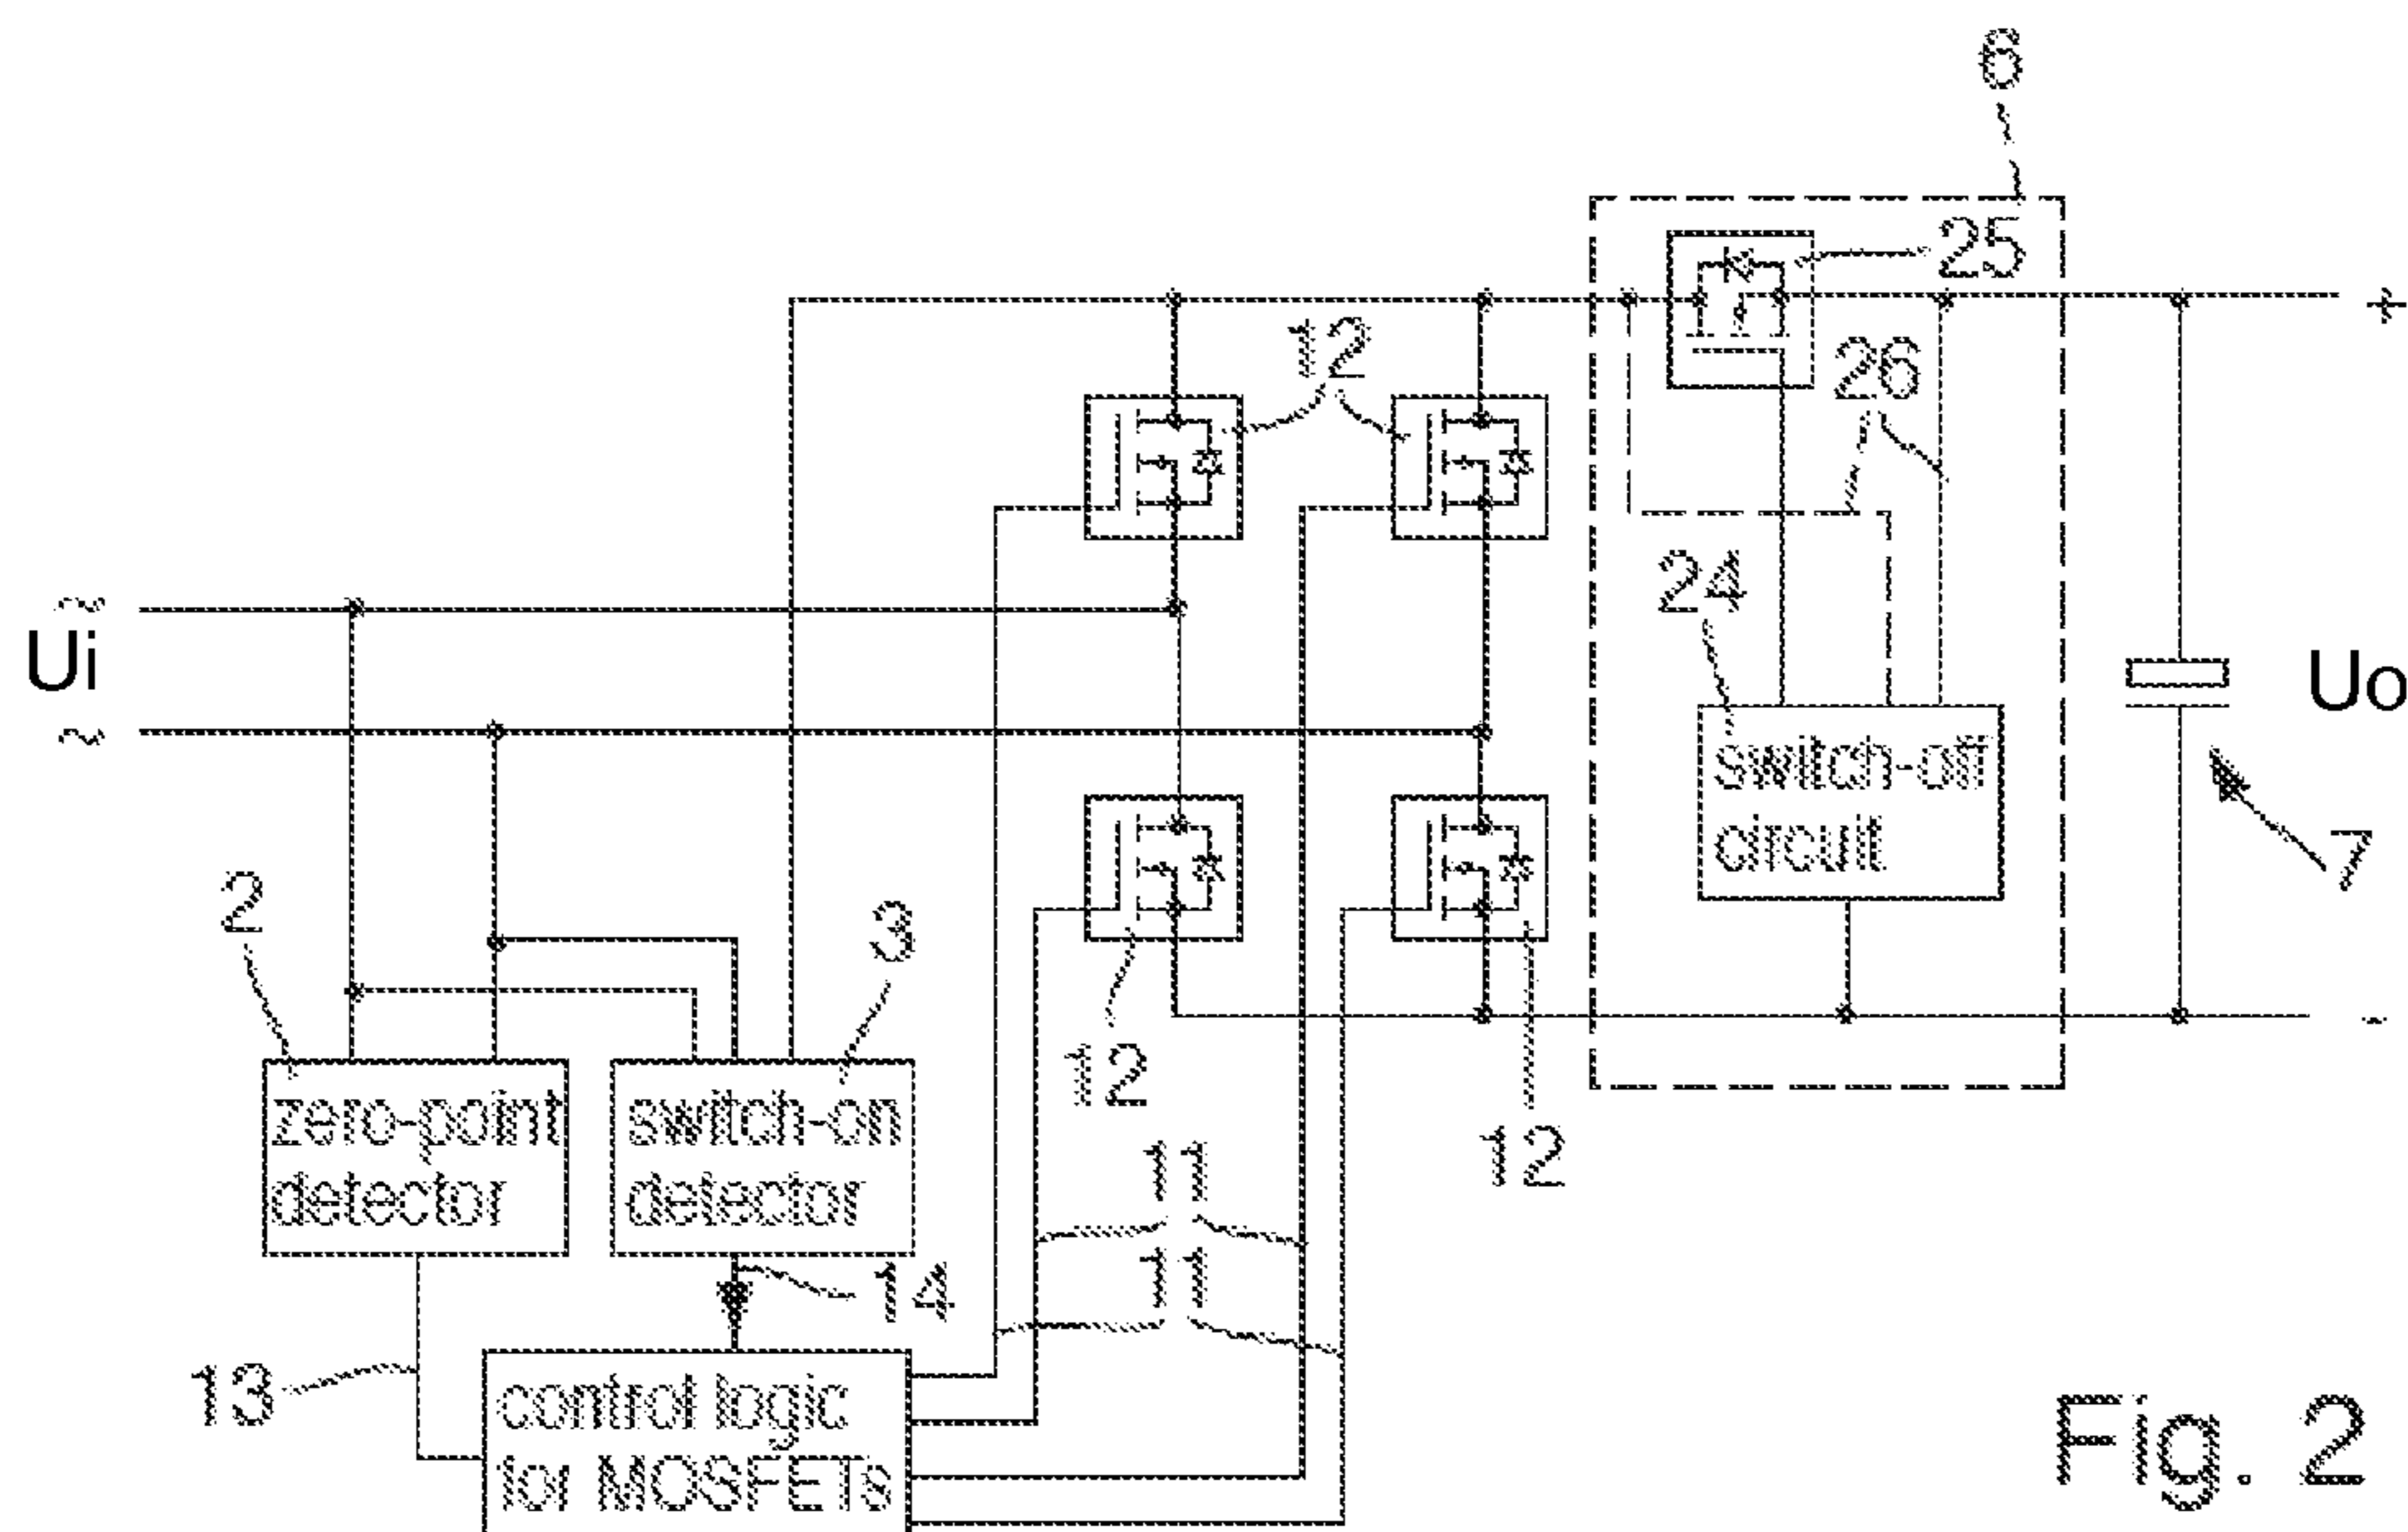 6
25
+
12
26
24
~
Ui
~
Uo
switch-off
circuit
7
2
3
-
12
12
zero-point
detector
switch-on
detector
11
11
14
13
control logic
for MOSFETs
Fig. 2